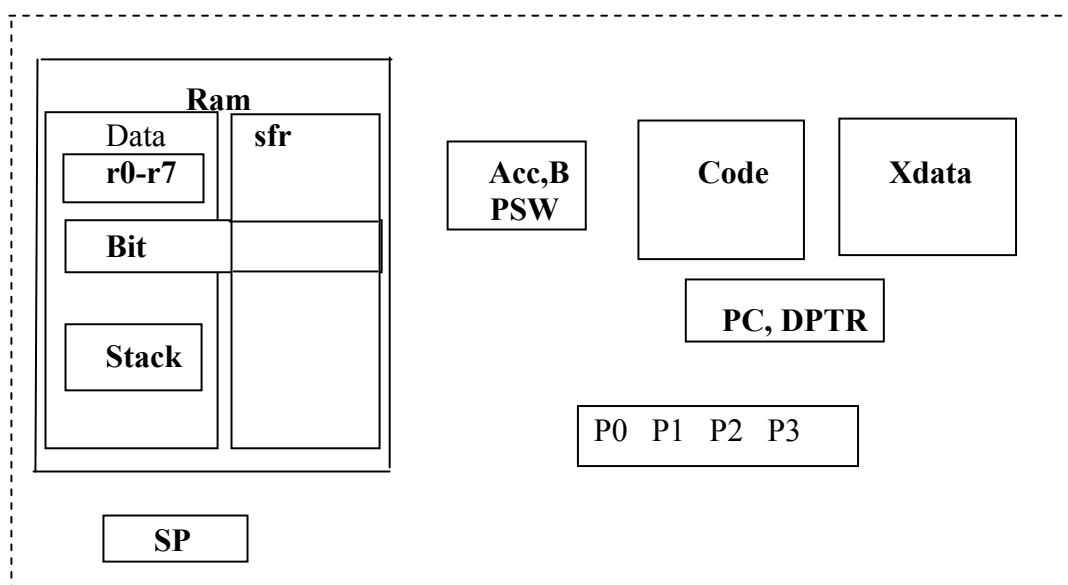 Ram
Data
r0-r7
Bit
Stack
sfr
Acc,B
PSW
Code
Xdata
PC, DPTR
P0 P1 P2 P3
SP